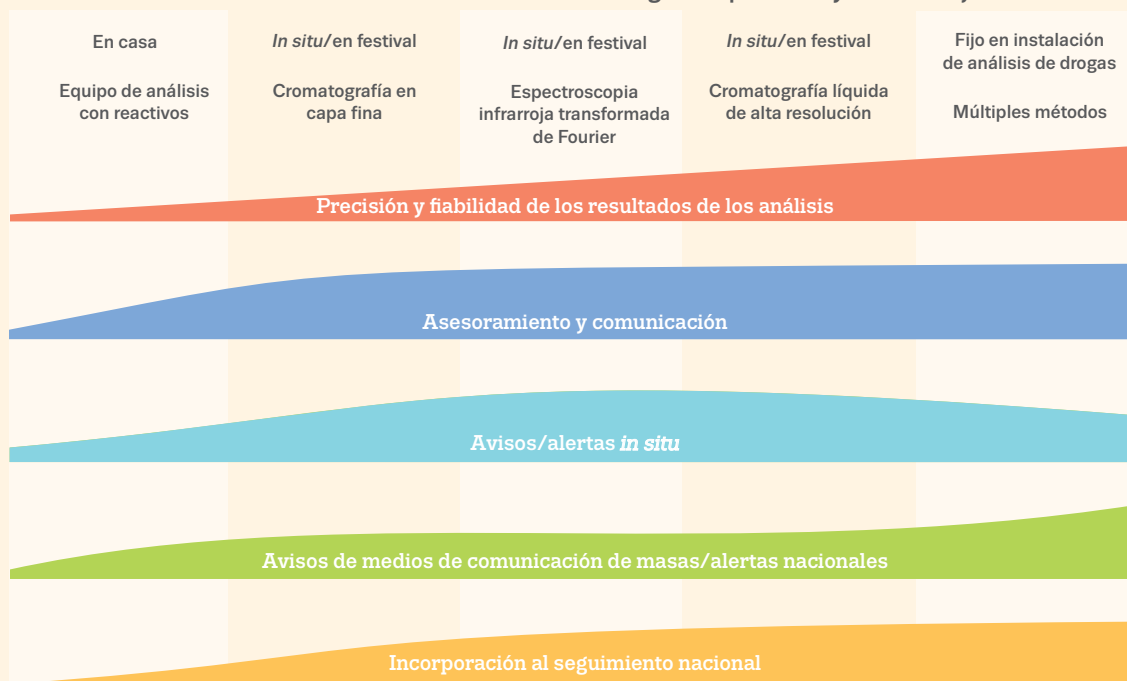 En casa
Equipo de análisis
con reactivos
In situ/en festival
Cromatografía en
capa fina
In situ/en festival
Espectroscopia
infrarroja transformada
de Fourier
In situ/en festival
Cromatografía líquida
de alta resolución
Fijo en instalación
de análisis de drogas
Múltiples métodos
Precisión y fiabilidad de los resultados de los análisis
Asesoramiento y comunicación
Avisos/alertas in situ
Avisos de medios de comunicación de masas/alertas nacionales
Incorporación al seguimiento nacional